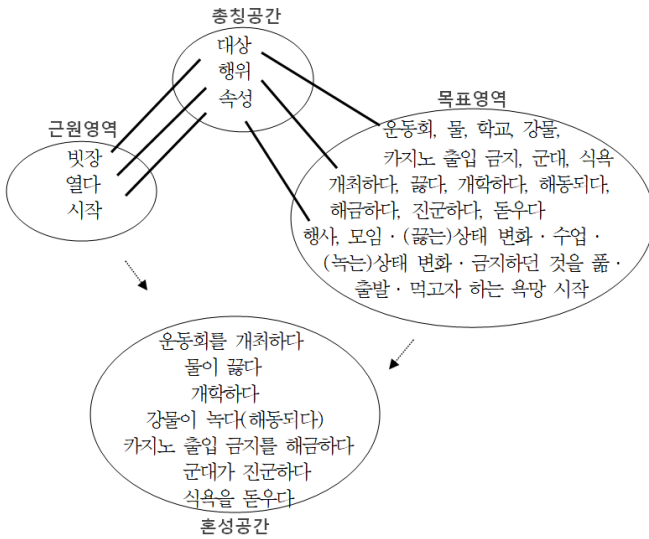 총칭공간
대상
행위
속성
근원영역
빗장
열다
시작
목표영역
운동회, 물, 학교, 강물,
카지노 출입 금지, 군대, 식욕
개최하다, 끓다, 개학하다, 해동되다,
해금하다, 진군하다, 돋우다
행사, 모임 · (끓는)상태 변화 · 수업 ·
(녹는)상태 변화 · 금지하던 것을 풂 ·
출발 · 먹고자 하는 욕망 시작
운동회를 개최하다
물이 끓다
개학하다
강물이 녹다(해동되다)
카지노 출입 금지를 해금하다
군대가 진군하다
식욕을 돋우다
혼성공간